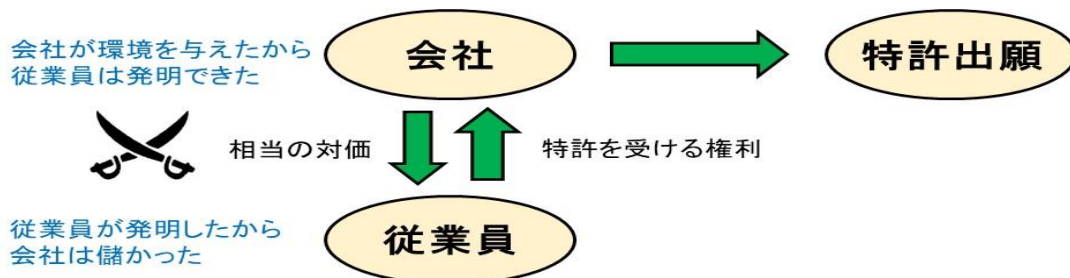 会社が環境を与えたから
従業員は発明できた
会社
特許出願
相当の対価
特許を受ける権利
従業員が発明したから
会社は儲かった
従業員